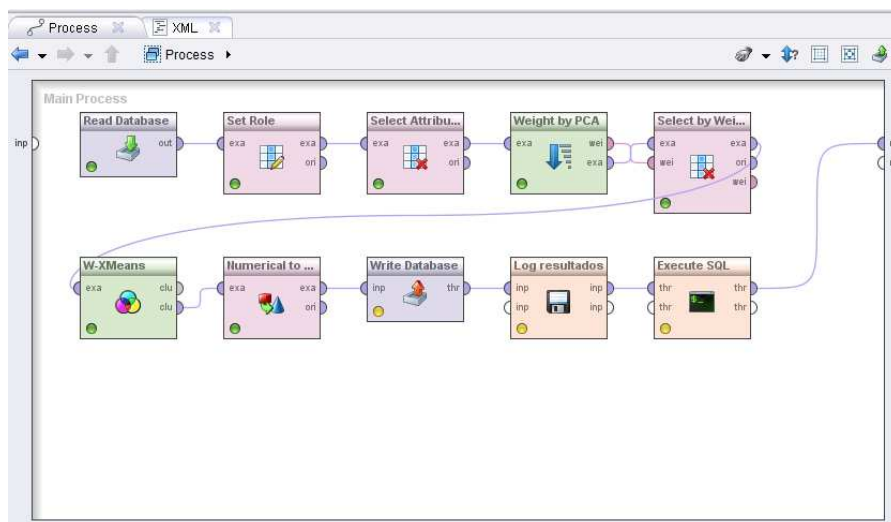 Process XML
Process
Main Process
Read Database Set Role Select Attribu... Weight by PCA Select by Wei...
inp out exa exa exa exa exa wei exa exa
ori ori exa wei ori
wei
W-XMeans Numerical to ... Write Database Log resultados Execute SQL
exa clu exa exa inp thr inp inp thr thr
clu ori inp inp thr thr